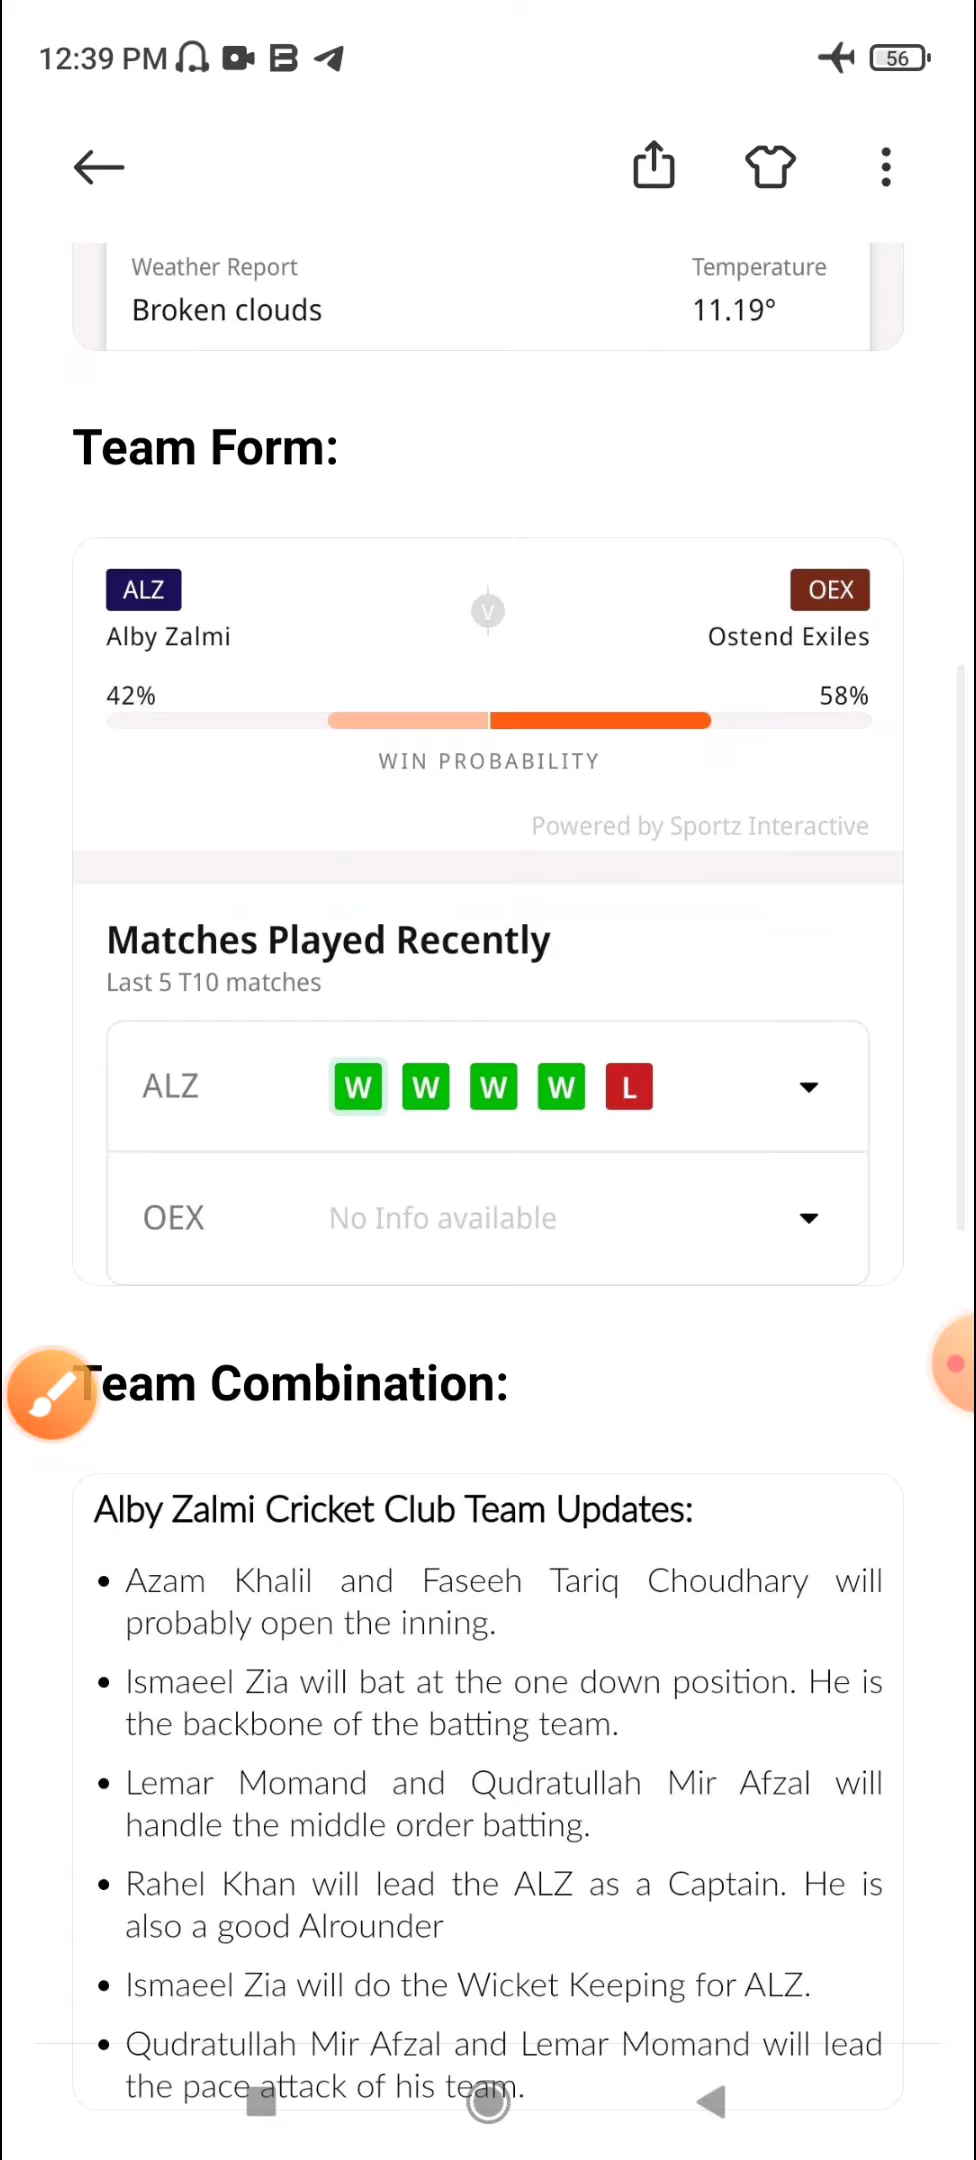 12:39 PM
56
Weather Report Temperature
Broken clouds 11.19°
Team Form:
ALZ V OEX
Alby Zalmi Ostend Exiles
42% 58%
WIN PROBABILITY
Powered by Sportz Interactive
Matches Played Recently
Last 5 T10 matches
ALZ W W W W L
OEX No Info available
Team Combination:
Alby Zalmi Cricket Club Team Updates:
• Azam Khalil and Faseeh Tariq Choudhary will
probably open the inning.
• Ismaeel Zia will bat at the one down position. He is
the backbone of the batting team.
• Lemar Momand and Qudratullah Mir Afzal will
handle the middle order batting.
• Rahel Khan will lead the ALZ as a Captain. He is
also a good Alrounder
• Ismaeel Zia will do the Wicket Keeping for ALZ.
• Qudratullah Mir Afzal and Lemar Momand will lead
the pace attack of his team.